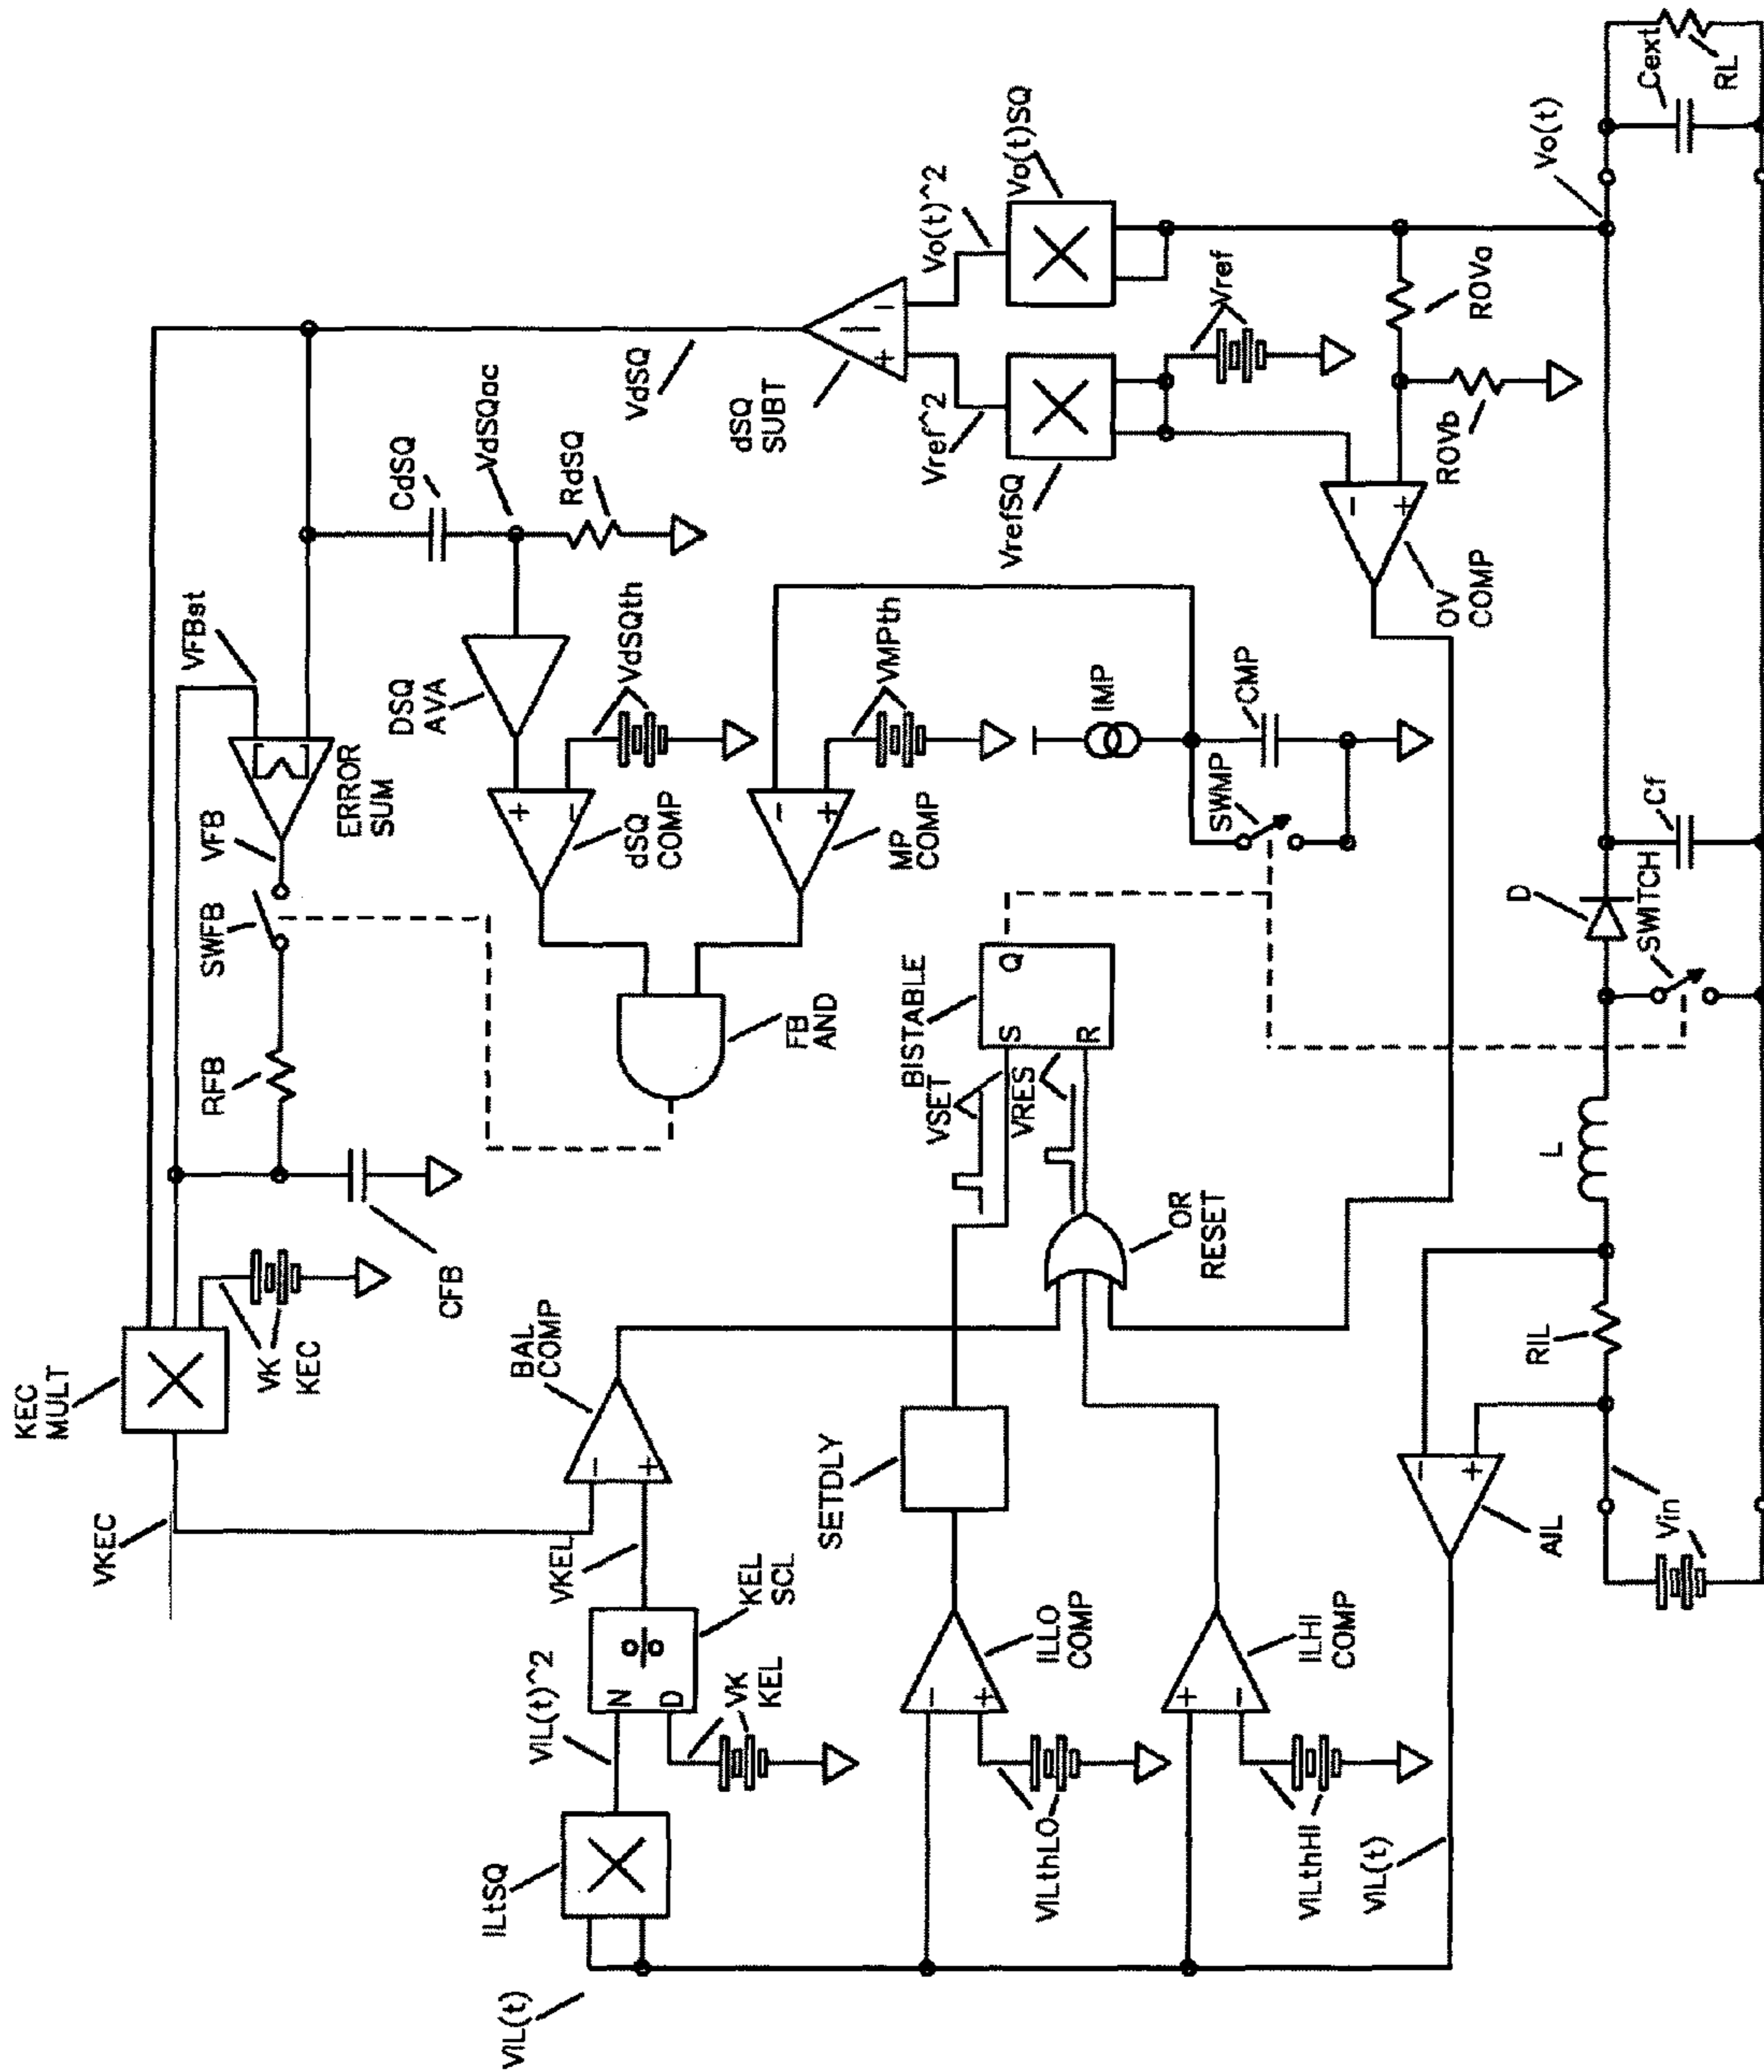 KEC
MULT
VKEC
VK
KEC
CFB
RFB
SWFB
VFB
ERROR
SUM
VFBst
CdSQ
VdSQac
RdSQ
VdSQ
DSQ
AVA
VdSQth
+
−
dSQ
COMP
VMPth
−
+
MP
COMP
FB
AND
IMP
CMP
SWMP
dSQ
SUBT
+
−
Vref^2
Vo(t)^2
VrefSQ
Vo(t)SQ
Vref
ROVa
ROVb
−
+
OV
COMP
BAL
COMP
−
+
VKEL
KEL
SCL
N
D
VK
KEL
VIL(t)^2
ILtSQ
VIL(t)
SETDLY
VSET
VRES
BISTABLE
S
R
Q
OR
RESET
−
+
ILLO
COMP
VILthLO
+
−
ILHI
COMP
VILthHI
VIL(t)
AIL
−
+
Vin
RIL
L
SWITCH
D
Cf
Vo(t)
Cext
RL